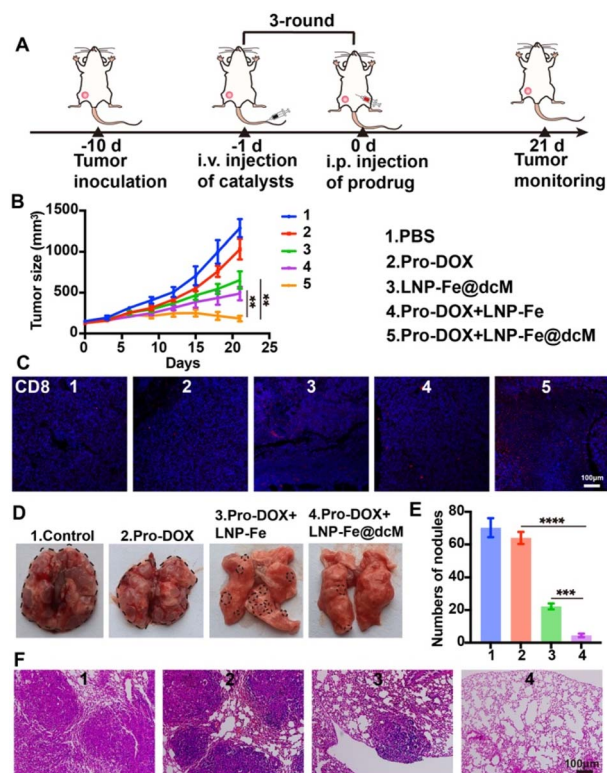 3-round
A
-10 d
Tumor
inoculation
-1 d
i.v. injection
of catalysts
0 d
i.p. injection
of prodrug
21 d
Tumor
monitoring
B
Tumor size (mm³)
1500
1000
500
0
0 5 10 15 20 25
Days
1
2
3
4
5
**
**
1.PBS
2.Pro-DOX
3.LNP-Fe@dcM
4.Pro-DOX+LNP-Fe
5.Pro-DOX+LNP-Fe@dcM
C
CD8 1 2 3 4 5
100μm
D
1.Control
2.Pro-DOX
3.Pro-DOX+
LNP-Fe
4.Pro-DOX+
LNP-Fe@dcM
E
Numbers of nodules
80
60
40
20
0
****
***
1 2 3 4
F
1 2 3 4
100μm